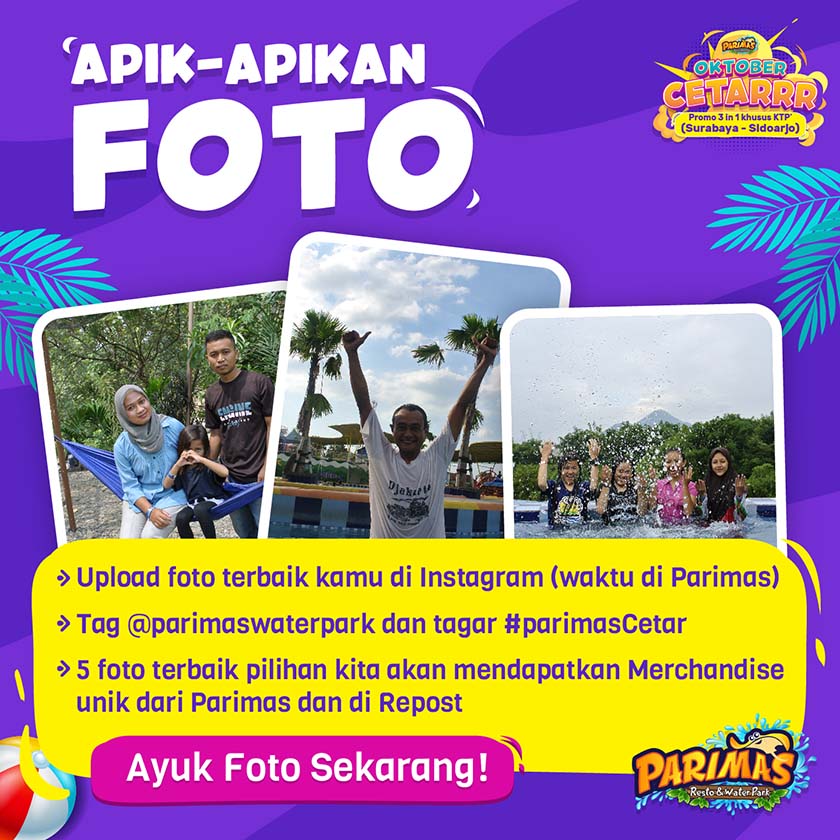 APIK-APIKAN
FOTO
PARIMAS
OKTOBER
CETARRR
Promo 3 in 1 khusus KTP
(Surabaya - Sidoarjo)
Djakarta
> Upload foto terbaik kamu di Instagram (waktu di Parimas)
> Tag @parimaswaterpark dan tagar #parimasCetar
> 5 foto terbaik pilihan kita akan mendapatkan Merchandise
unik dari Parimas dan di Repost
Ayuk Foto Sekarang!
PARIMAS
Resto & WaterPark